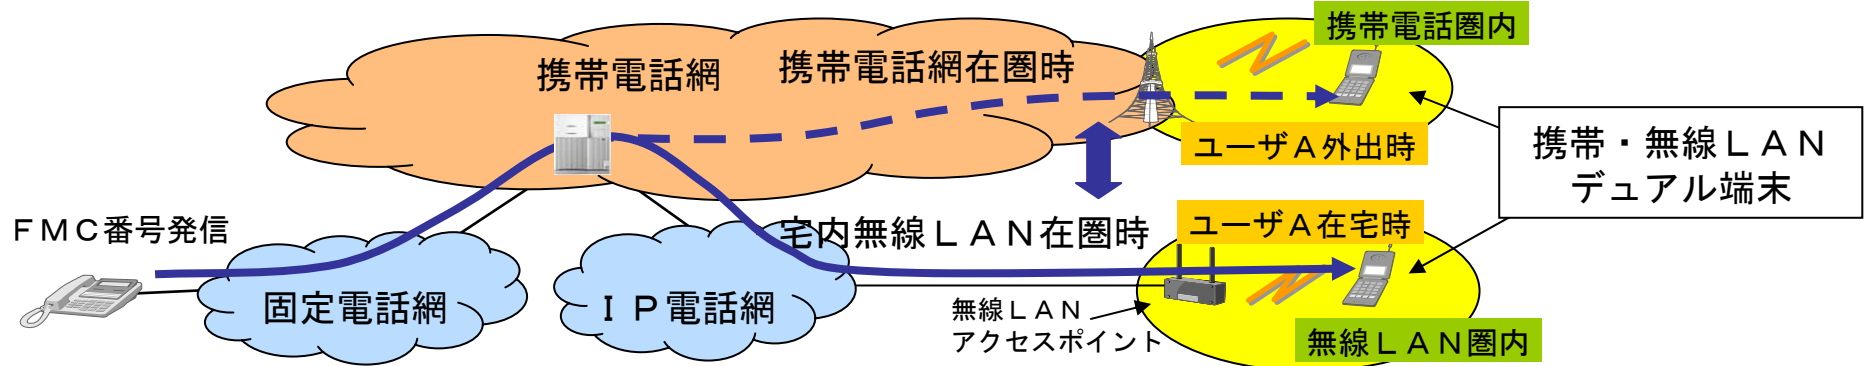 携帯電話圏内
携帯電話網
携帯電話網在圏時
ユーザＡ外出時
携帯・無線ＬＡＮ
デュアル端末
ＦＭＣ番号発信
宅内無線ＬＡＮ在圏時
ユーザＡ在宅時
固定電話網
ＩＰ電話網
無線ＬＡＮ
アクセスポイント
無線ＬＡＮ圏内